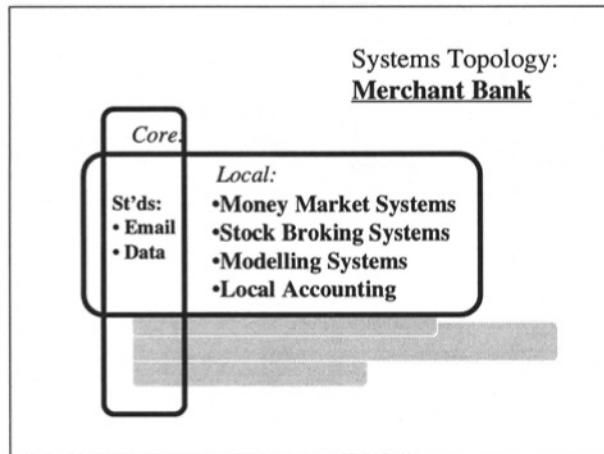 Systems Topology:
Merchant Bank
Core:
Local:
St'ds:
• Email
• Data
•Money Market Systems
•Stock Broking Systems
•Modelling Systems
•Local Accounting